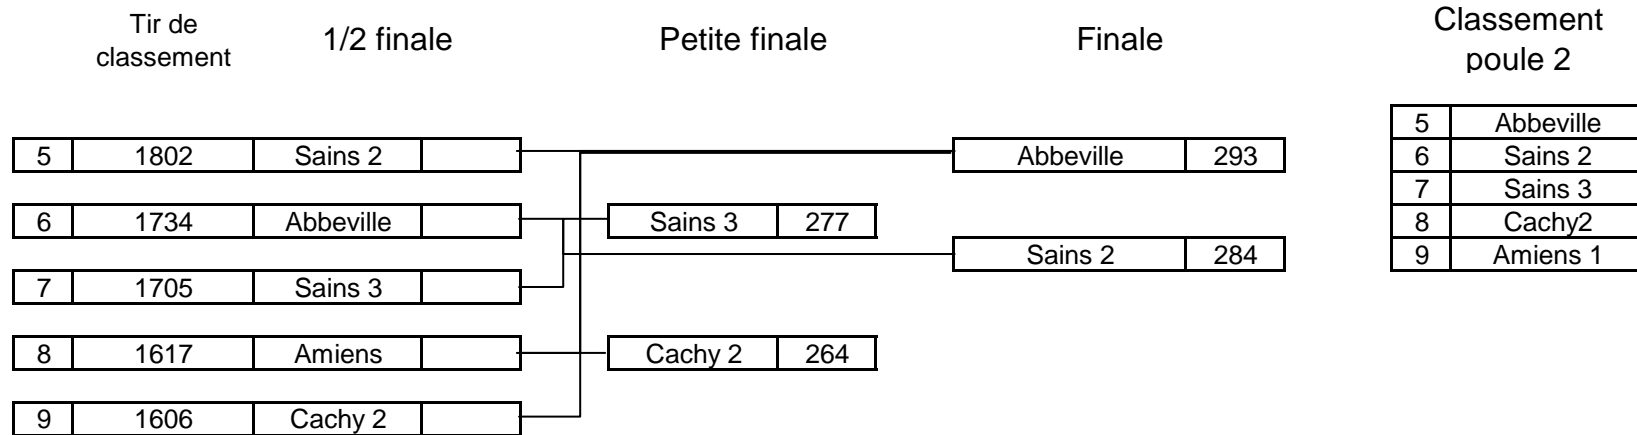 Tir de
classement
1/2 finale
Petite finale
Finale
Classement
poule 2
5 Abbeville
5 1802 Sains 2
Abbeville 293
6 Sains 2
7 Sains 3
6 1734 Abbeville
Sains 3 277
8 Cachy2
Sains 2 284
9 Amiens 1
7 1705 Sains 3
8 1617 Amiens
Cachy 2 264
9 1606 Cachy 2